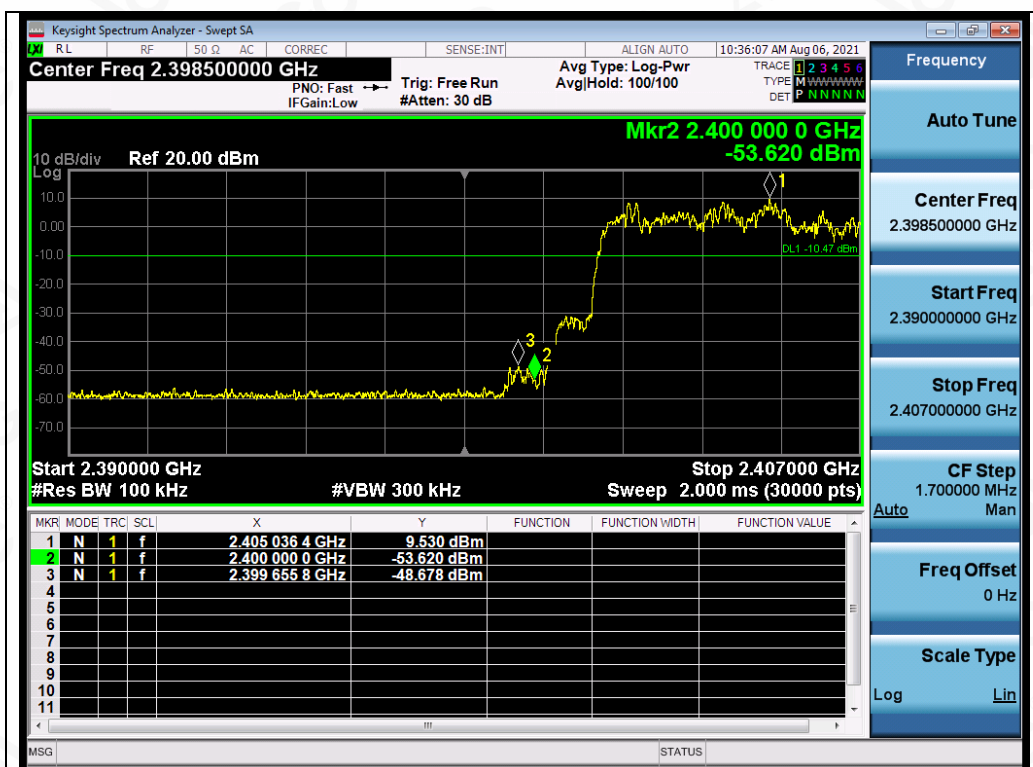 Keysight Spectrum Analyzer - Swept SA
LXI RL RF 50 Ω AC CORREC SENSE:INT ALIGN AUTO 10:36:07 AM Aug 06, 2021
Center Freq 2.398500000 GHz
PNO: Fast
IFGain:Low
Trig: Free Run
#Atten: 30 dB
Avg Type: Log-Pwr
Avg|Hold: 100/100
TRACE 1 2 3 4 5 6
TYPE M WWWWW
DET P N N N N N
Mkr2 2.400 000 0 GHz
-53.620 dBm
10 dB/div Ref 20.00 dBm
Log
10.0
0.00
-10.0
-20.0
-30.0
-40.0
-50.0
-60.0
-70.0
1
DL1 -10.47 dBm
3
2
Start 2.390000 GHz Stop 2.407000 GHz
#Res BW 100 kHz #VBW 300 kHz Sweep 2.000 ms (30000 pts)
MKR MODE TRC SCL X Y FUNCTION FUNCTION WIDTH FUNCTION VALUE
1 N 1 f 2.405 036 4 GHz 9.530 dBm
2 N 1 f 2.400 000 0 GHz -53.620 dBm
3 N 1 f 2.399 655 8 GHz -48.678 dBm
4
5
6
7
8
9
10
11
MSG STATUS
Frequency
Auto Tune
Center Freq
2.398500000 GHz
Start Freq
2.390000000 GHz
Stop Freq
2.407000000 GHz
CF Step
1.700000 MHz
Auto Man
Freq Offset
0 Hz
Scale Type
Log Lin